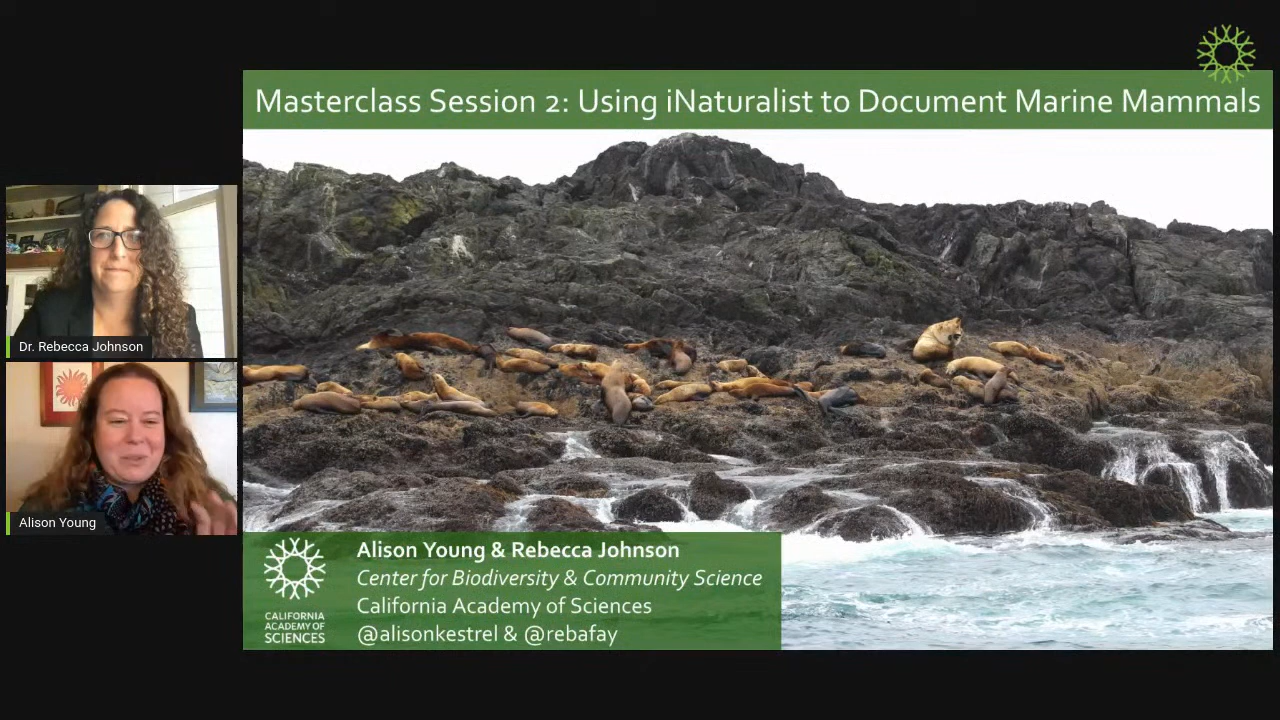 Masterclass Session 2: Using iNaturalist to Document Marine Mammals
Dr. Rebecca Johnson
Alison Young
Alison Young & Rebecca Johnson
Center for Biodiversity & Community Science
California Academy of Sciences
@alisonkestrel & @rebafay
CALIFORNIA
ACADEMY OF
SCIENCES